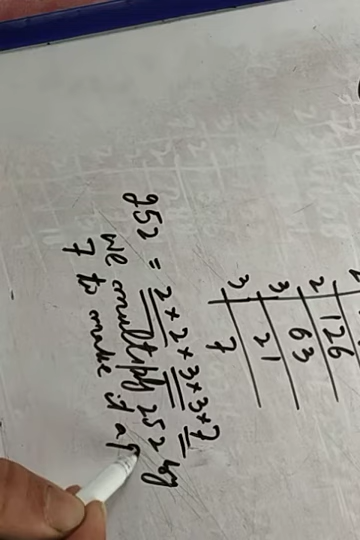 2 | 126
3 | 63
3 | 21
7
252 = 2×2×3×3×7
We multiply 252 by
7 to make it a P